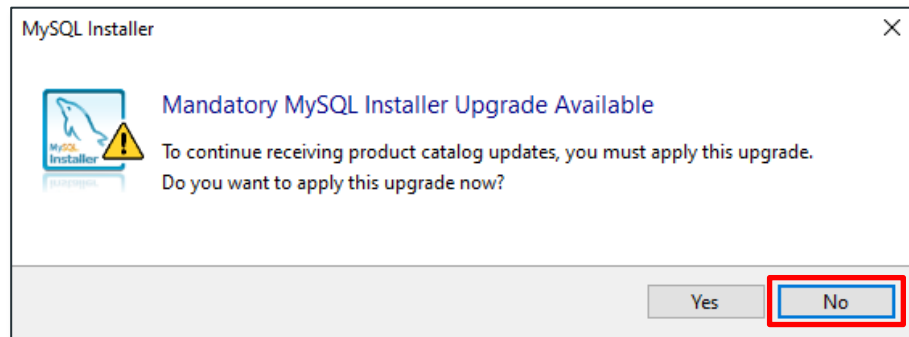 MySQL Installer
Mandatory MySQL Installer Upgrade Available
MySQL
Installer
To continue receiving product catalog updates, you must apply this upgrade.
Do you want to apply this upgrade now?
Yes
No